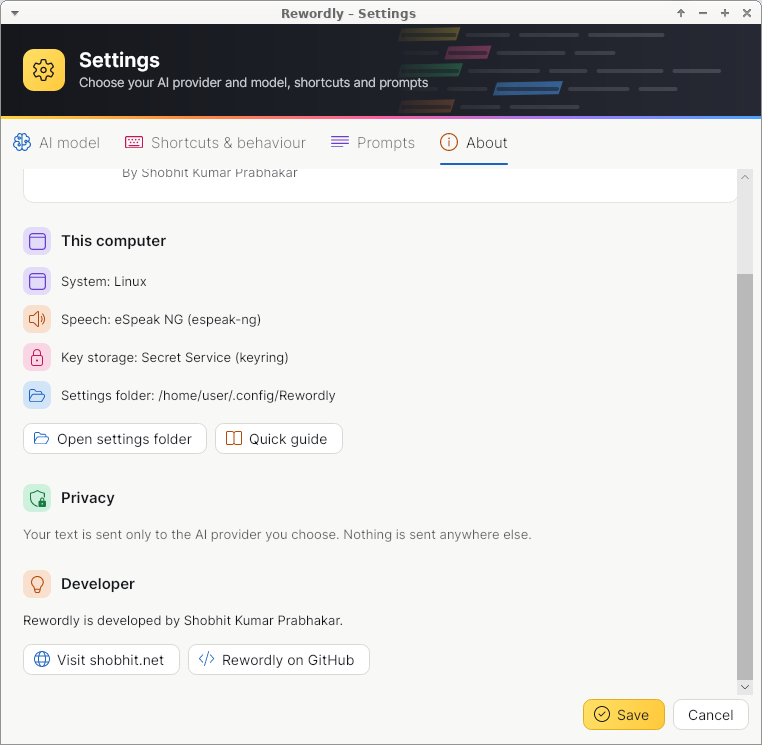 Rewordly – Settings
Settings
Choose your AI provider and model, shortcuts and prompts
AI model
Shortcuts & behaviour
Prompts
About
By Shobhit Kumar Prabhakar
This computer
System: Linux
Speech: eSpeak NG (espeak-ng)
Key storage: Secret Service (keyring)
Settings folder: /home/user/.config/Rewordly
Open settings folder
Quick guide
Privacy
Your text is sent only to the AI provider you choose. Nothing is sent anywhere else.
Developer
Rewordly is developed by Shobhit Kumar Prabhakar.
Visit shobhit.net
Rewordly on GitHub
Save
Cancel